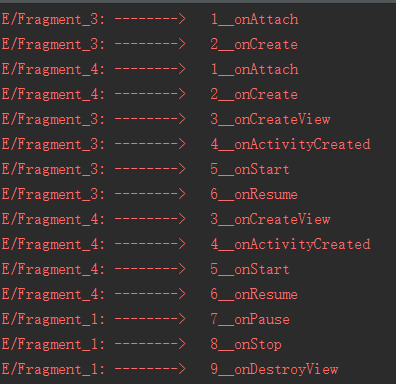 E/Fragment_3: -------->   1__onAttach
E/Fragment_3: -------->   2__onCreate
E/Fragment_4: -------->   1__onAttach
E/Fragment_4: -------->   2__onCreate
E/Fragment_3: -------->   3__onCreateView
E/Fragment_3: -------->   4__onActivityCreated
E/Fragment_3: -------->   5__onStart
E/Fragment_3: -------->   6__onResume
E/Fragment_4: -------->   3__onCreateView
E/Fragment_4: -------->   4__onActivityCreated
E/Fragment_4: -------->   5__onStart
E/Fragment_4: -------->   6__onResume
E/Fragment_1: -------->   7__onPause
E/Fragment_1: -------->   8__onStop
E/Fragment_1: -------->   9__onDestroyView